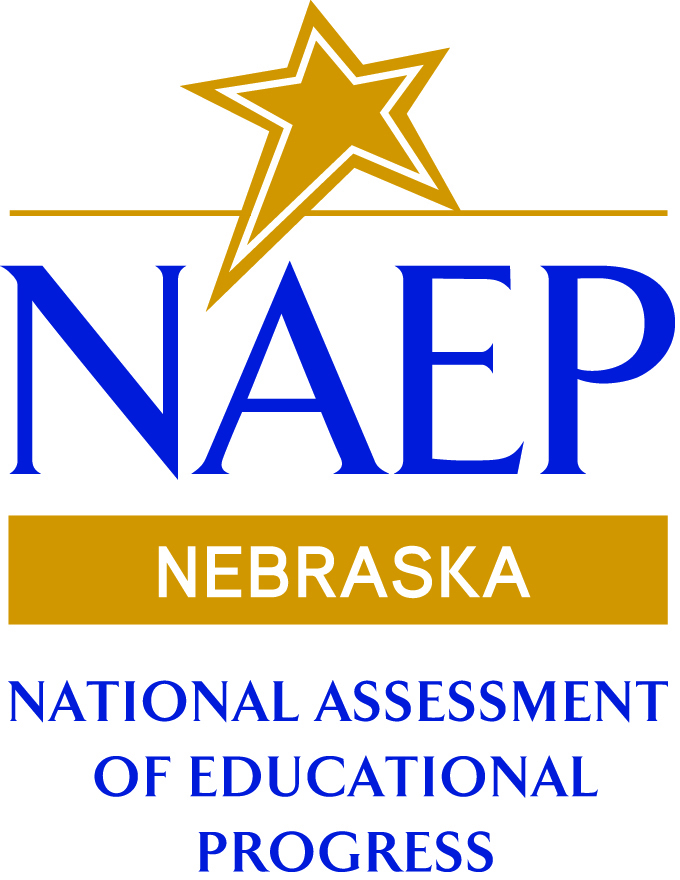 NAEP
NEBRASKA
NATIONAL ASSESSMENT
OF EDUCATIONAL
PROGRESS